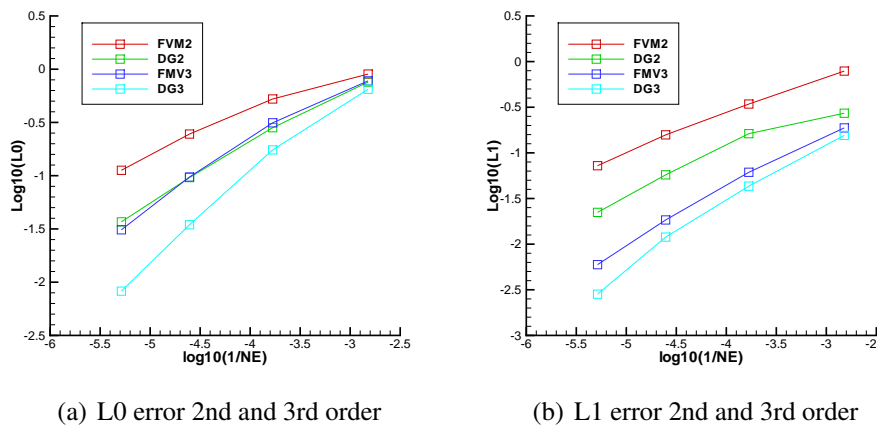 FVM2
DG2
FMV3
DG3
Log10(L0)
0.5
0
-0.5
-1
-1.5
-2
-2.5
-6 -5.5 -5 -4.5 -4 -3.5 -3 -2.5
log10(1/NE)
(a) L0 error 2nd and 3rd order
FVM2
DG2
FMV3
DG3
Log10(L1)
0.5
0
-0.5
-1
-1.5
-2
-2.5
-3
-6 -5.5 -5 -4.5 -4 -3.5 -3 -2.5
log10(1/NE)
(b) L1 error 2nd and 3rd order